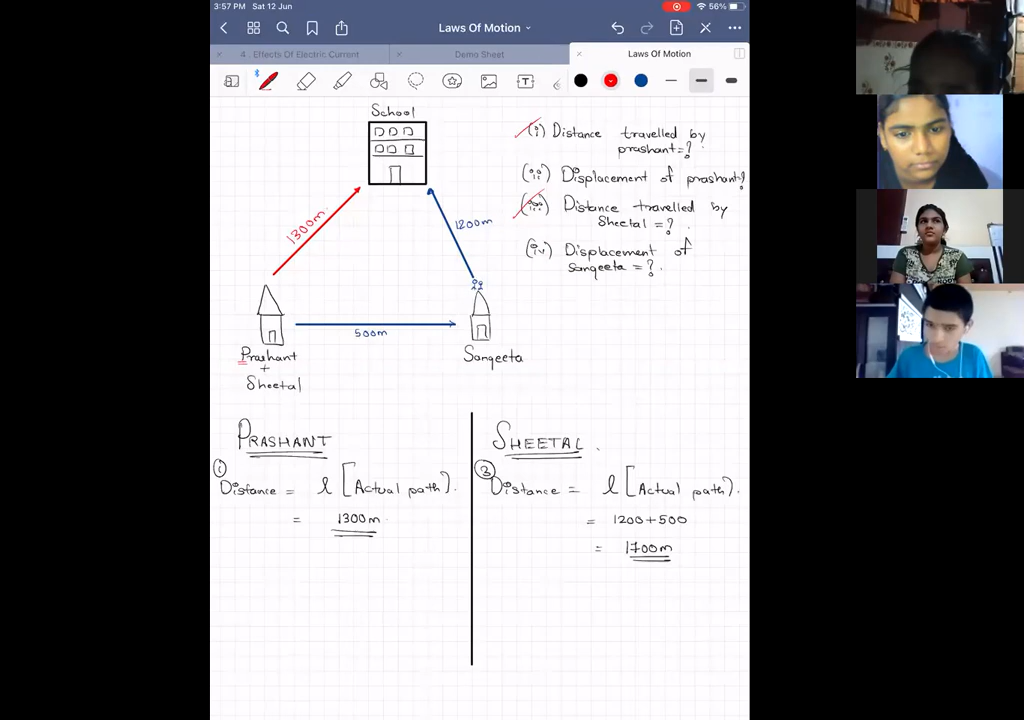 3:57 PM Sat 12 Jun
56%
Laws Of Motion
4 . Effects Of Electric Current
Demo Sheet
Laws Of Motion
School
1300m
1200m
500m
Prashant
+
Sheetal
Sangeeta
(i) Distance travelled by
prashant=?
(ii) Displacement of prashant?
(iii) Distance travelled by
Sheetal =?
(iv) Displacement of
sangeeta =?
PRASHANT
① Distance = l [Actual path).
= 1300m
SHEETAL
③ Distance = l [Actual path).
= 1200+500
= 1700m